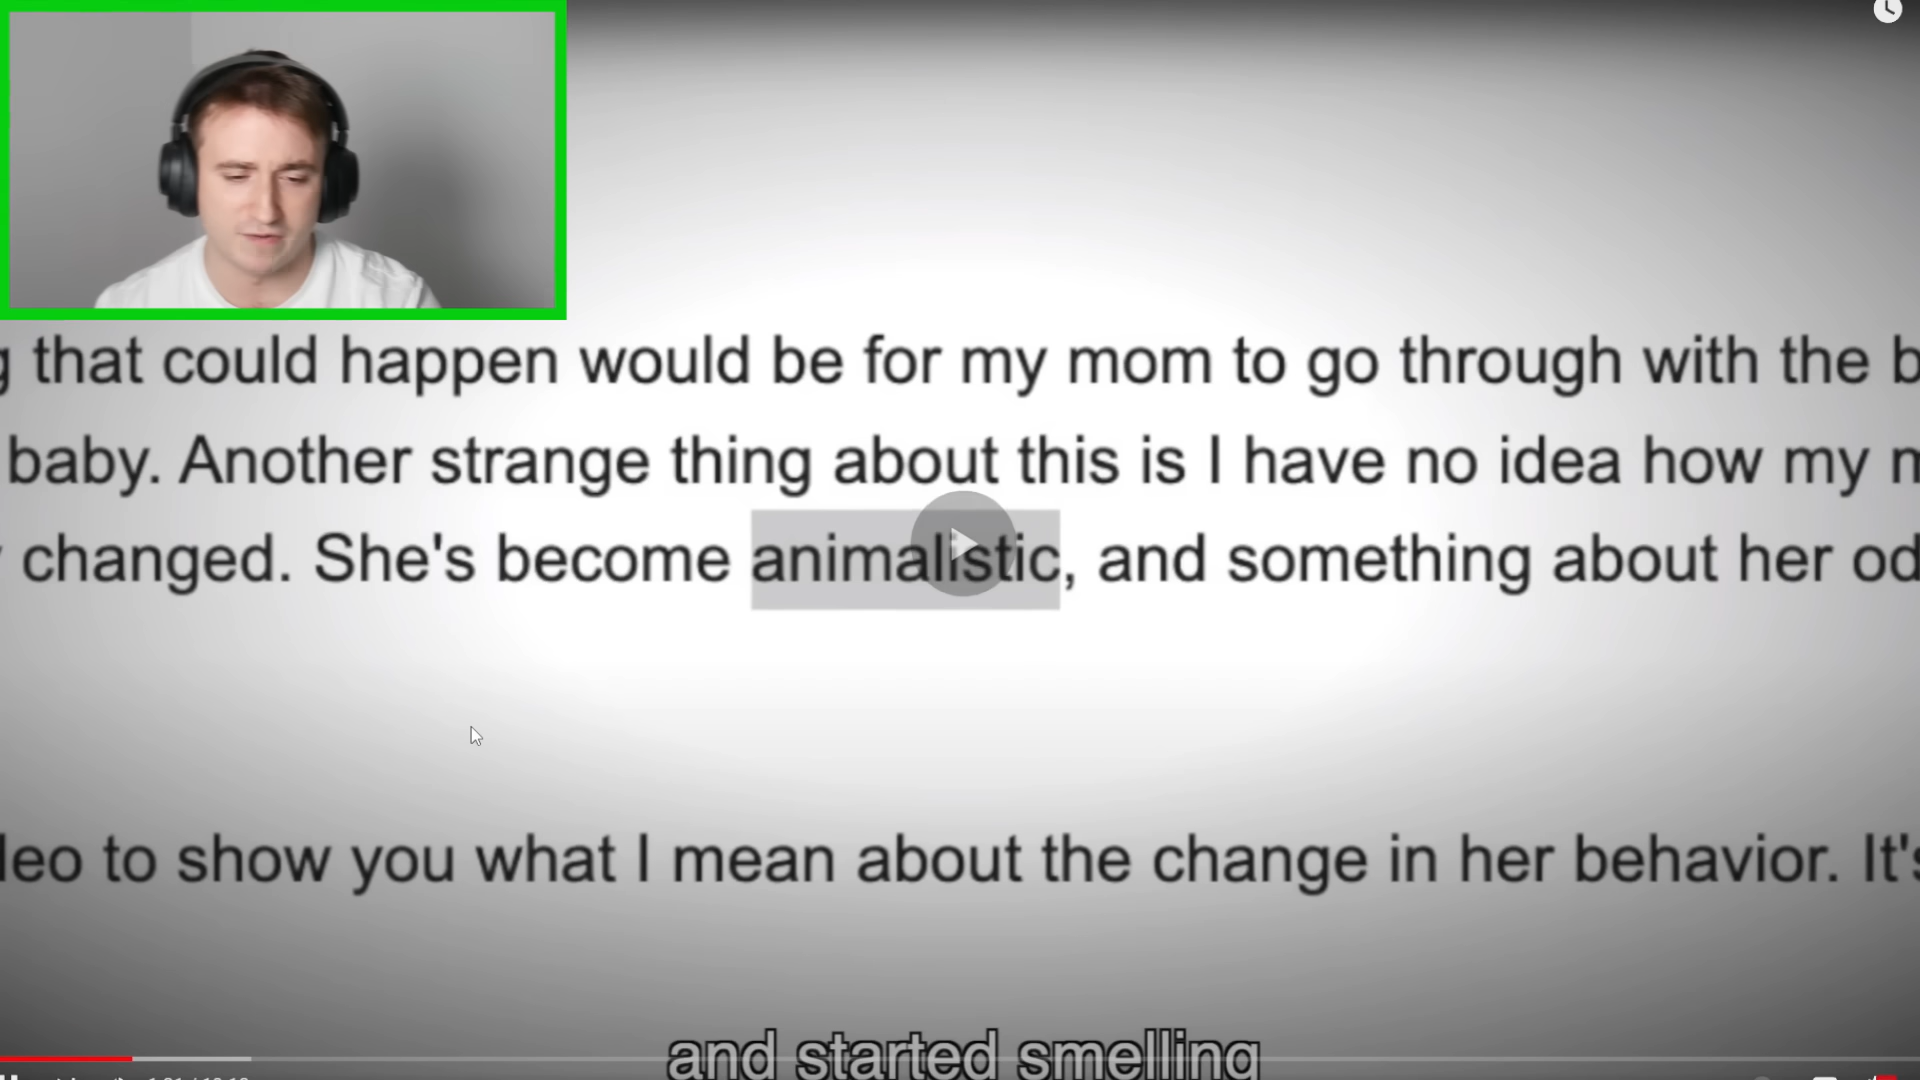 that could happen would be for my mom to go through with the
baby. Another strange thing about this is I have no idea how my
changed. She's become animalistic, and something about her
to show you what I mean about the change in her behavior. It's
and started smelling